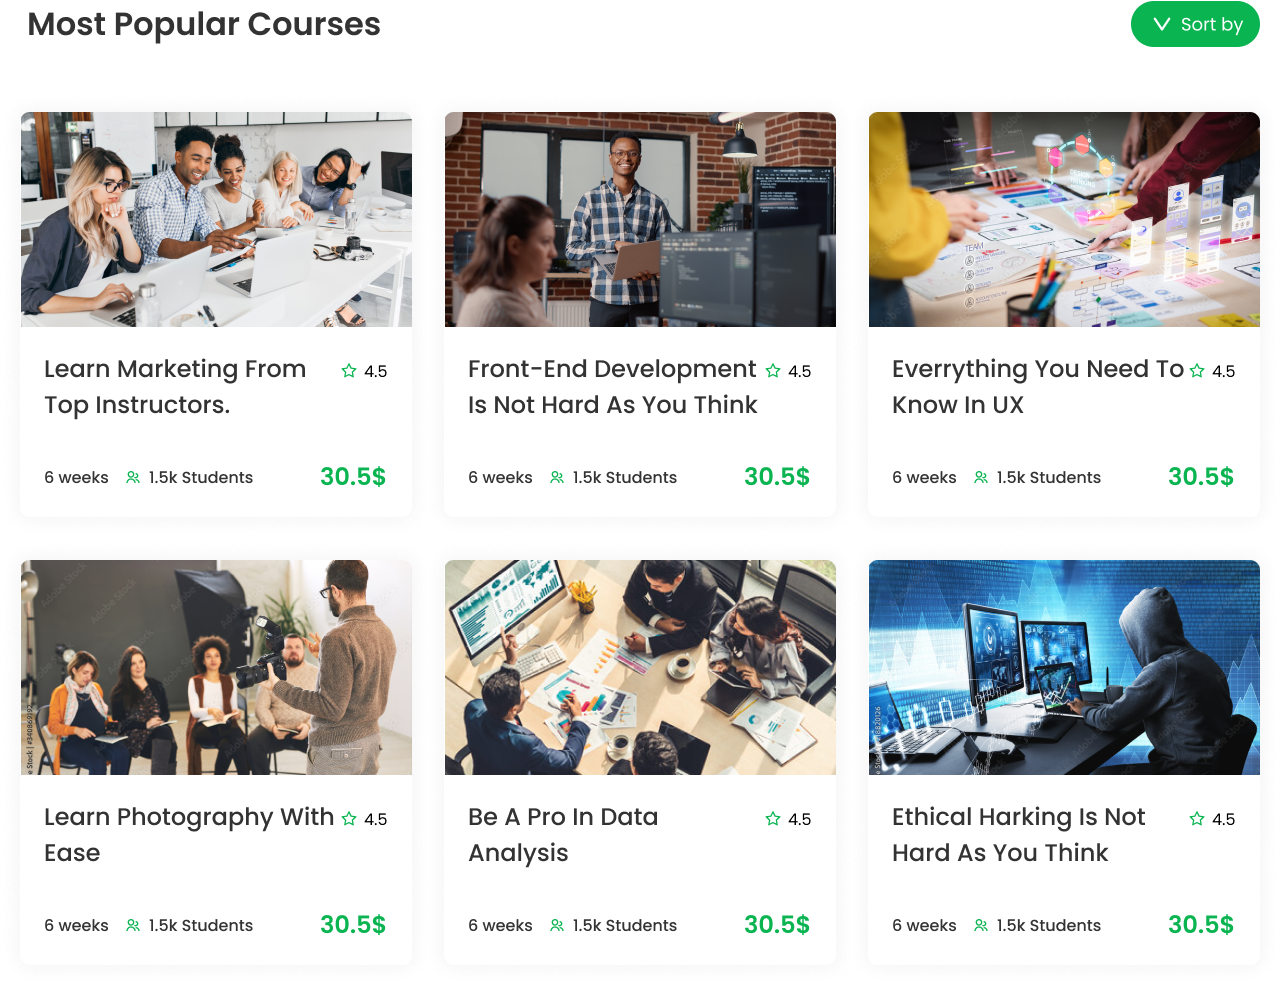 Most Popular Courses
Sort by
Learn Marketing From
Top Instructors.
4.5
6 weeks
1.5k Students
30.5$
Front-End Development
Is Not Hard As You Think
4.5
6 weeks
1.5k Students
30.5$
TEAM
Everrything You Need To
Know In UX
4.5
6 weeks
1.5k Students
30.5$
Adobe Stock
Learn Photography With
Ease
4.5
6 weeks
1.5k Students
30.5$
Be A Pro In Data
Analysis
4.5
6 weeks
1.5k Students
30.5$
Ethical Harking Is Not
Hard As You Think
4.5
6 weeks
1.5k Students
30.5$